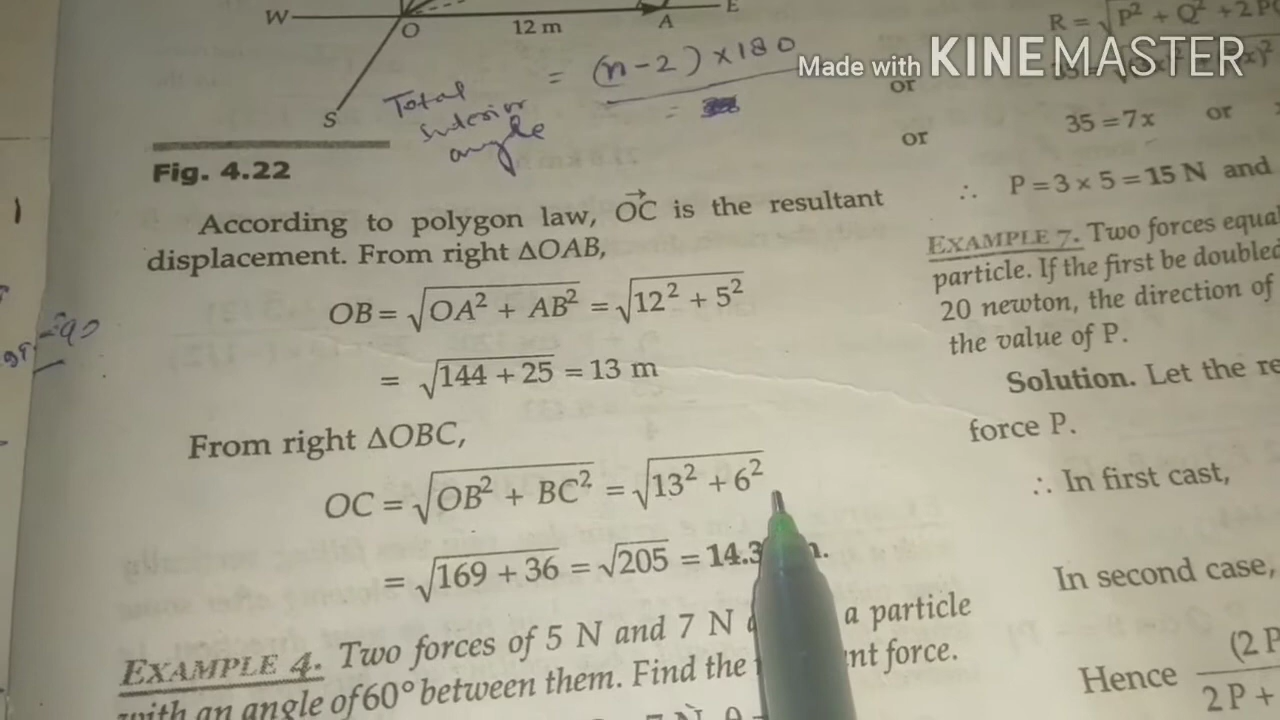 W
O
12 m
A
E
S
Total
interior
angle
= (n - 2) × 180
=
Fig. 4.22
According to polygon law, →OC is the resultant
displacement. From right ΔOAB,
OB = √OA² + AB² = √12² + 5²
= √144 + 25 = 13 m
From right ΔOBC,
OC = √OB² + BC² = √13² + 6²
= √169 + 36 = √205 = 14.3
EXAMPLE 4. Two forces of 5 N and 7 N a particle
with an angle of 60° between them. Find the force.
Made with KINEMASTER
R = √P² + Q² + 2P
or
or 35 = 7x or
∴ P = 3 × 5 = 15 N and
EXAMPLE 7. Two forces
particle. If the first be doubled
20 newton, the direction of
the value of P.
Solution. Let the
force P.
∴ In first cast,
In second case,
Hence (2 P
2 P +